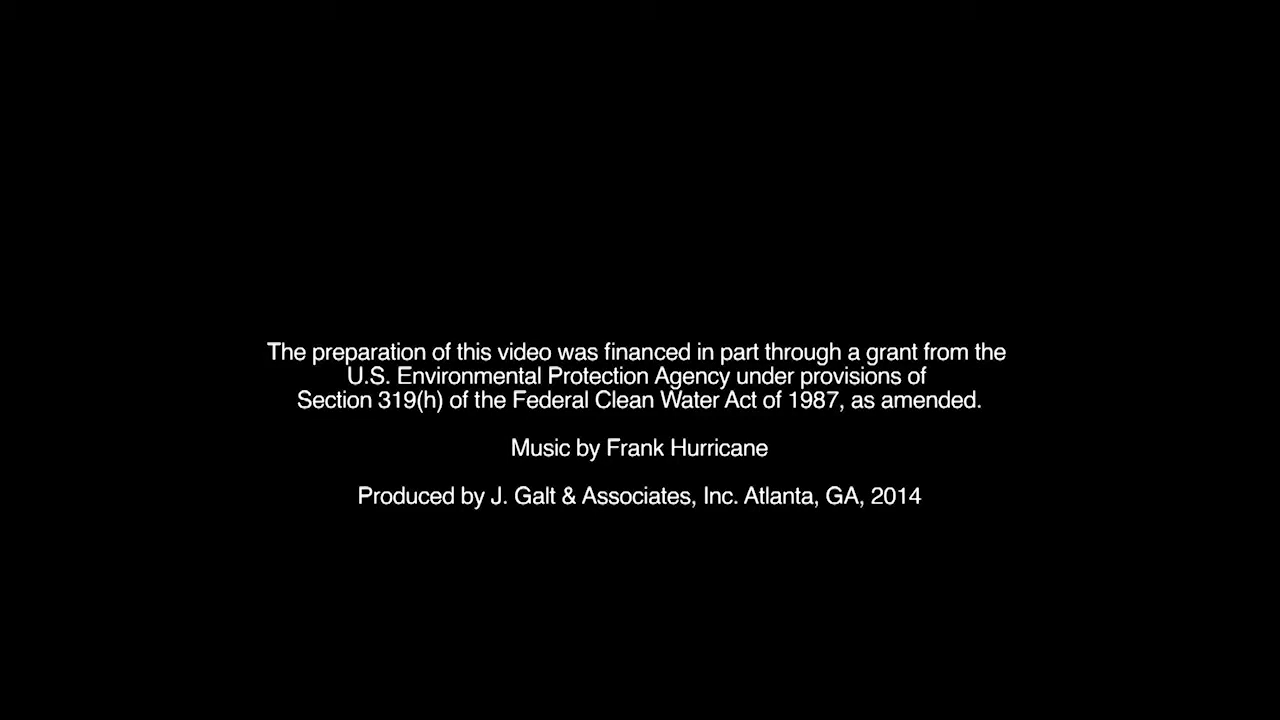 The preparation of this video was financed in part through a grant from the
U.S. Environmental Protection Agency under provisions of
Section 319(h) of the Federal Clean Water Act of 1987, as amended.
Music by Frank Hurricane
Produced by J. Galt & Associates, Inc. Atlanta, GA, 2014